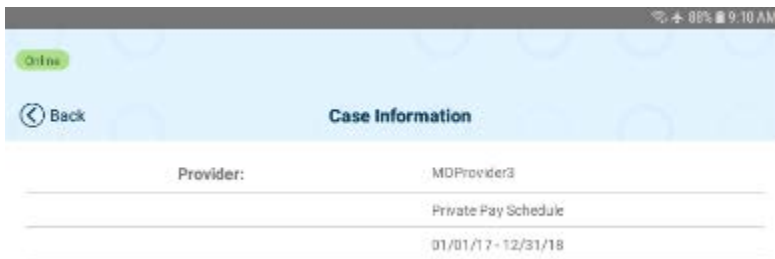 88% 9:10 AM
Online
Back
Case Information
Provider: MDProvider3
Private Pay Schedule
01/01/17 - 12/31/18